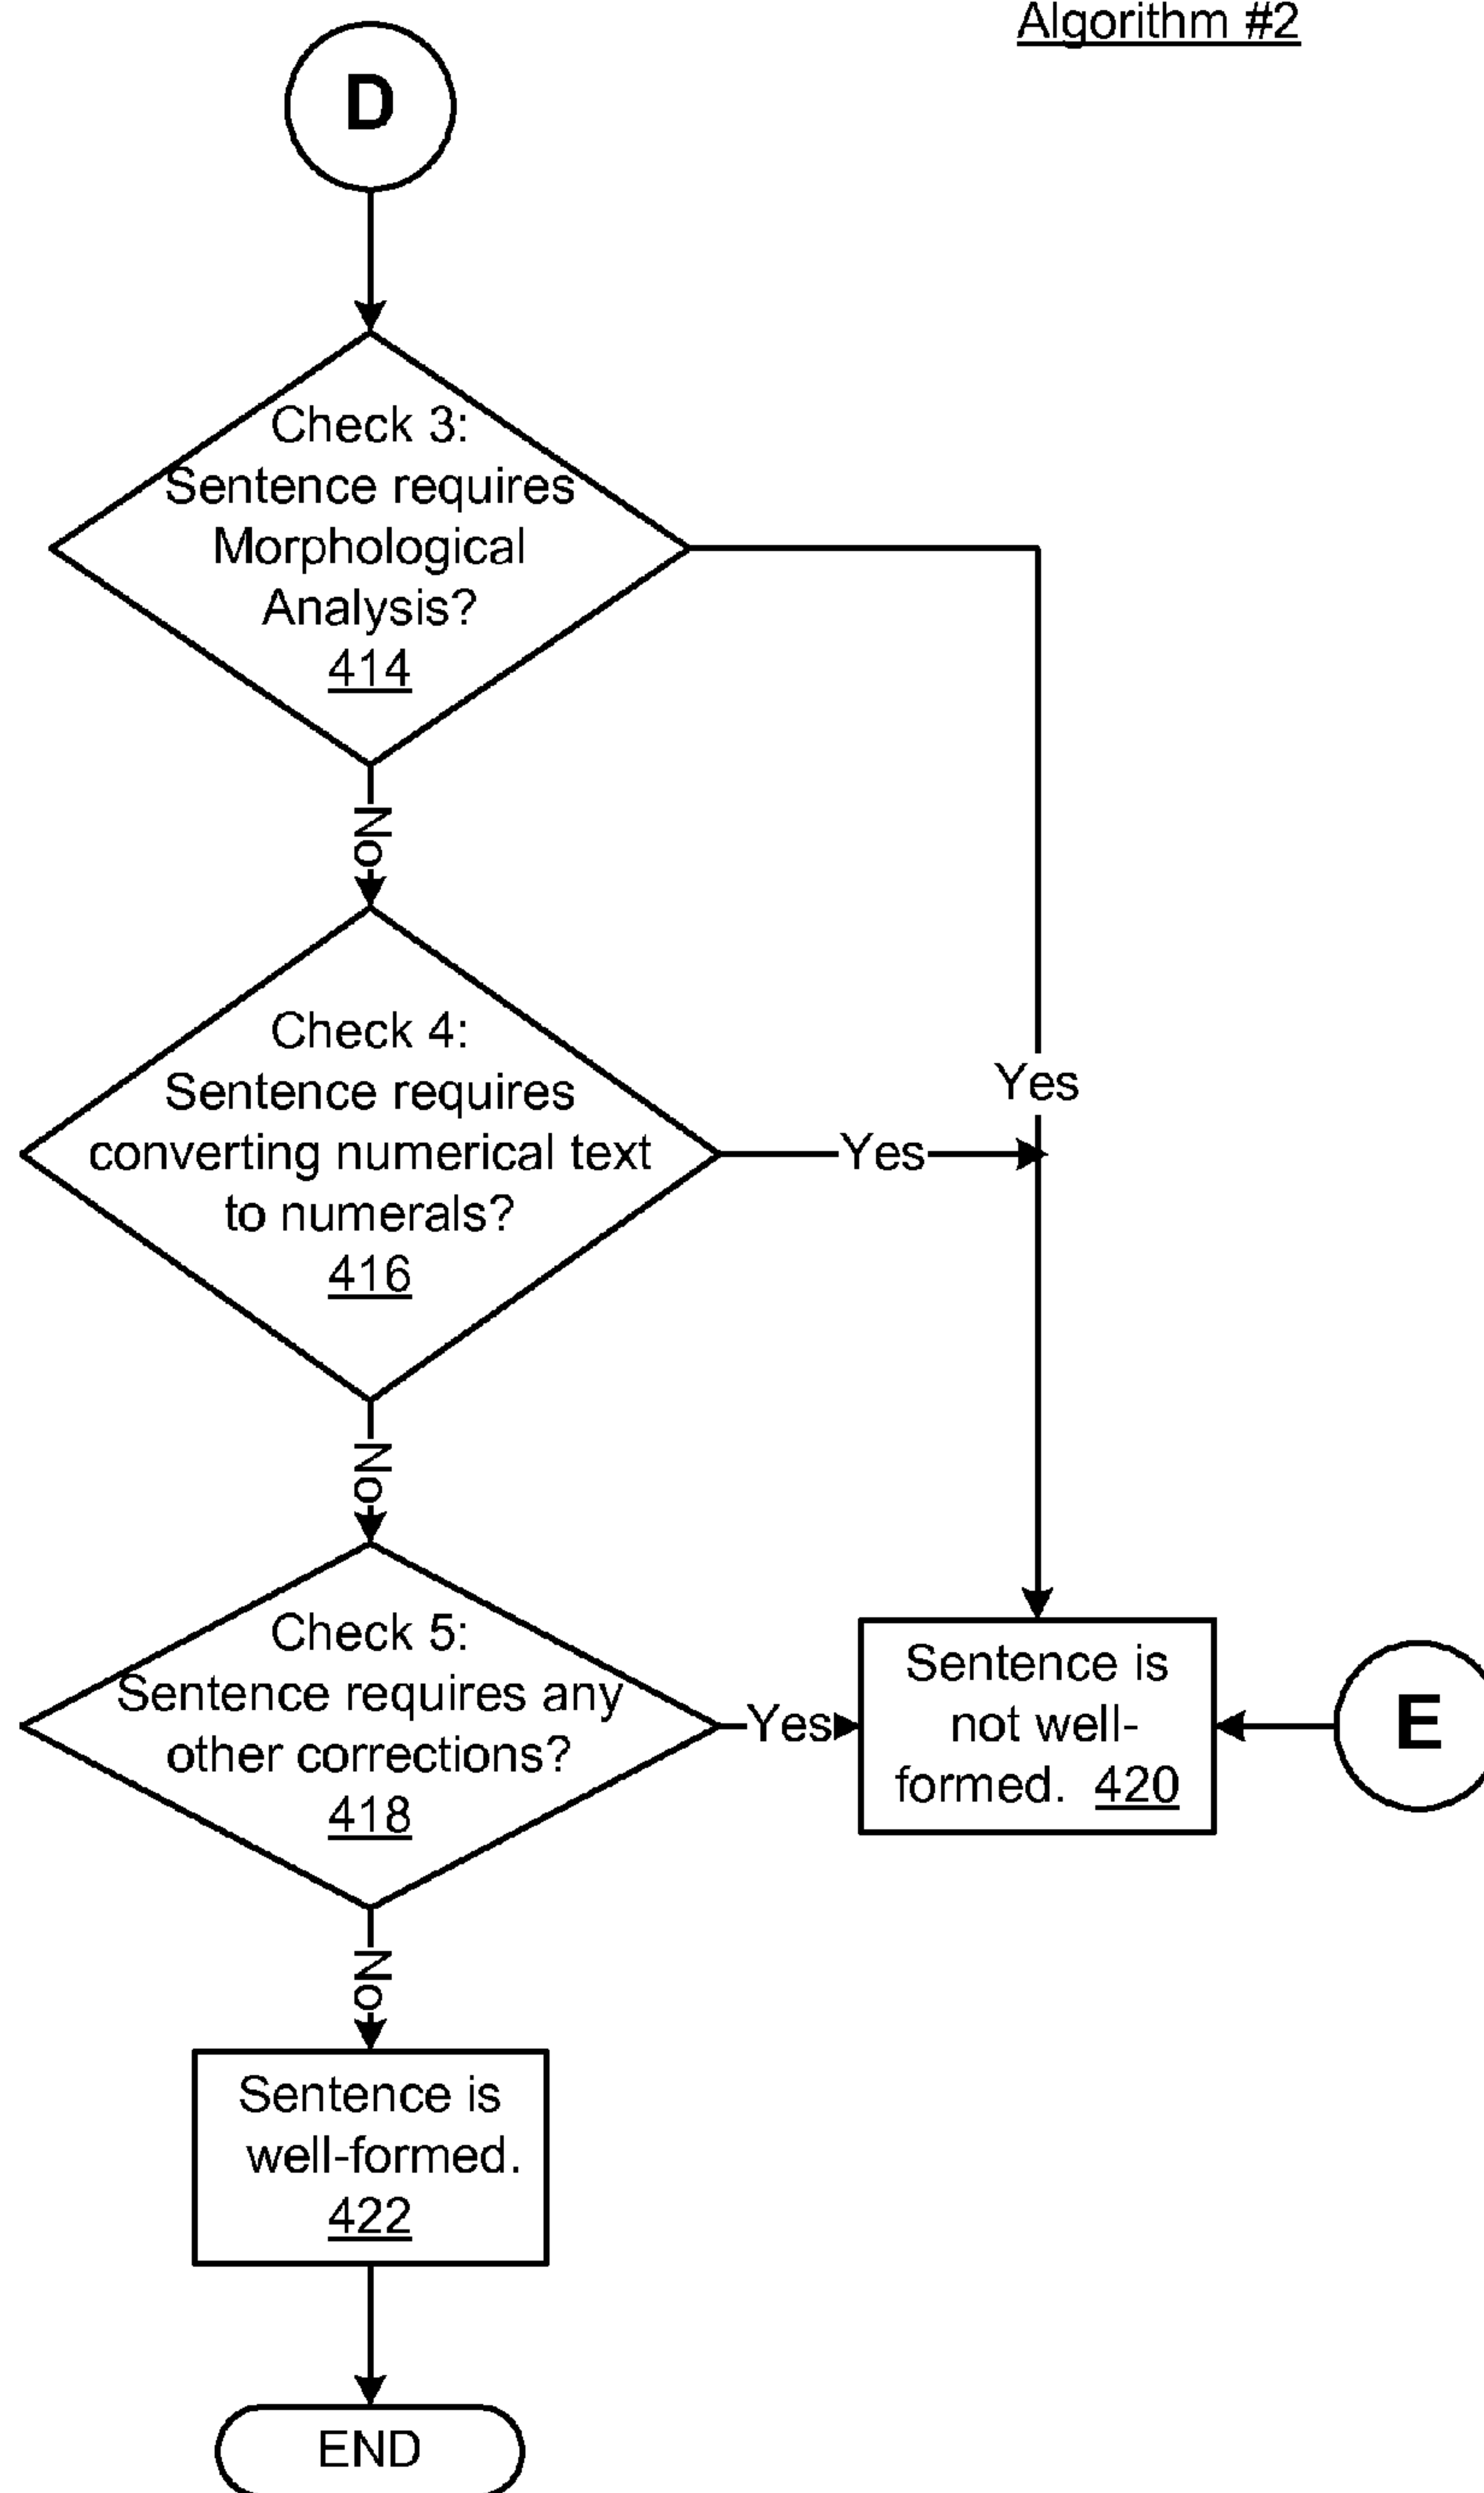 Algorithm #2
D
Check 3:
Sentence requires
Morphological
Analysis?
414
No
Check 4:
Sentence requires
converting numerical text
to numerals?
416
Yes
Yes
No
Check 5:
Sentence requires any
other corrections?
418
Yes
Sentence is
not well-
formed. 420
E
No
Sentence is
well-formed.
422
END